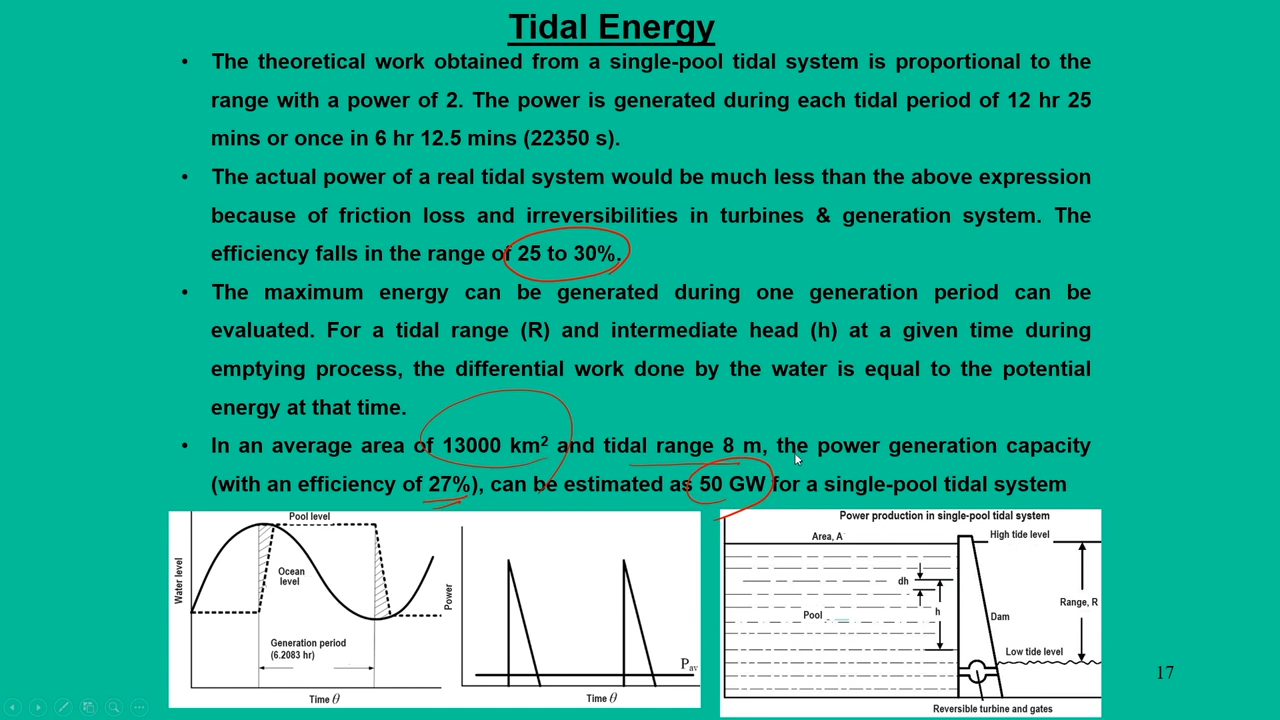 Tidal Energy
• The theoretical work obtained from a single-pool tidal system is proportional to the
range with a power of 2. The power is generated during each tidal period of 12 hr 25
mins or once in 6 hr 12.5 mins (22350 s).
• The actual power of a real tidal system would be much less than the above expression
because of friction loss and irreversibilities in turbines & generation system. The
efficiency falls in the range of 25 to 30%.
• The maximum energy can be generated during one generation period can be
evaluated. For a tidal range (R) and intermediate head (h) at a given time during
emptying process, the differential work done by the water is equal to the potential
energy at that time.
• In an average area of 13000 km² and tidal range 8 m, the power generation capacity
(with an efficiency of 27%), can be estimated as 50 GW for a single-pool tidal system
Pool level
Water level
Ocean
level
Generation period
(6.2083 hr)
Time θ
Power
Pav
Time θ
Power production in single-pool tidal system
Area, A
High tide level
dh
h
Range, R
Pool
Dam
Low tide level
Reversible turbine and gates
17